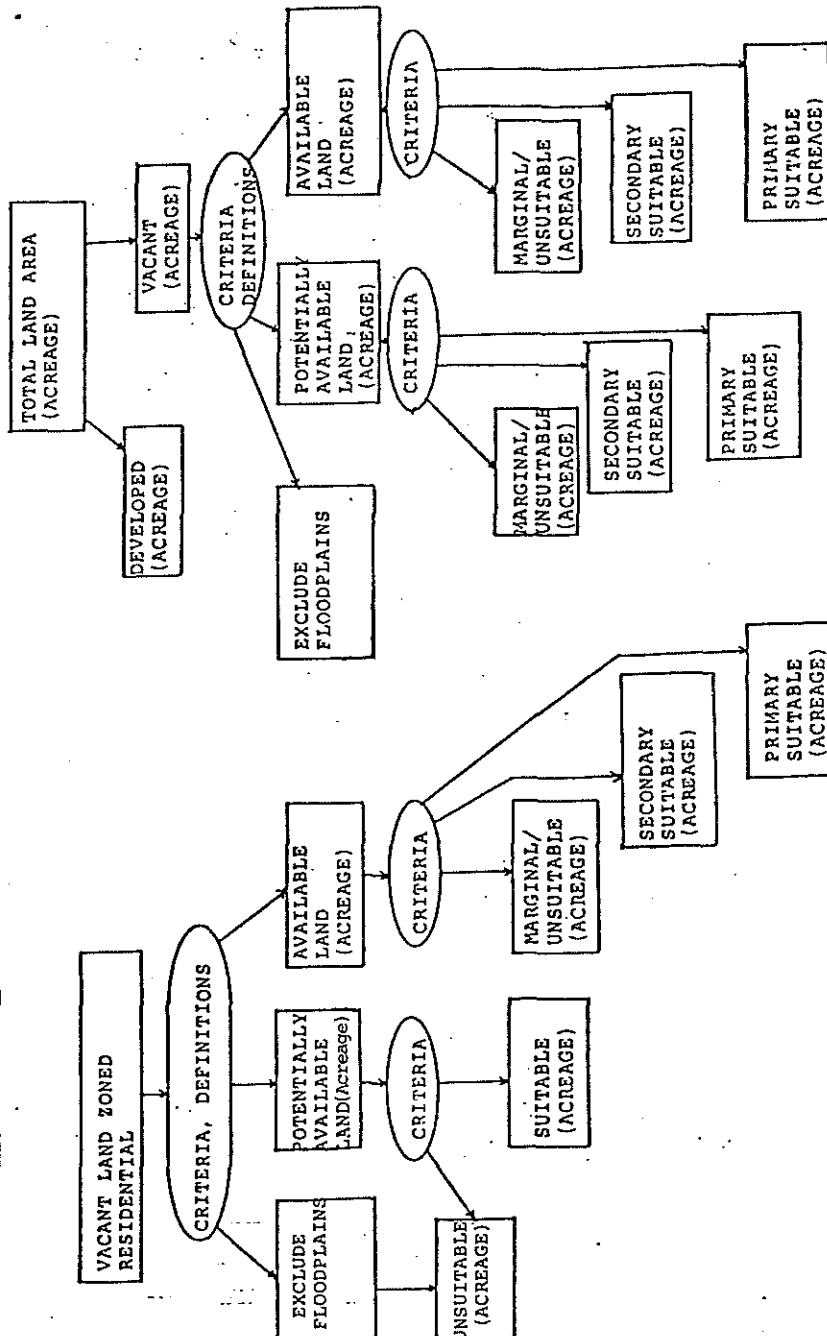 VACANT LAND ZONED
RESIDENTIAL
CRITERIA, DEFINITIONS
EXCLUDE
FLOODPLAINS
POTENTIALLY
AVAILABLE
LAND(Acreage)
AVAILABLE
LAND
(ACREAGE)
CRITERIA
CRITERIA
UNSUITABLE
(ACREAGE)
SUITABLE
(ACREAGE)
MARGINAL/
UNSUITABLE
(ACREAGE)
SECONDARY
SUITABLE
(ACREAGE)
PRIMARY
SUITABLE
(ACREAGE)
TOTAL LAND AREA
(ACREAGE)
DEVELOPED
(ACREAGE)
VACANT
(ACREAGE)
CRITERIA
DEFINITIONS
EXCLUDE
FLOODPLAINS
POTENTIALLY
AVAILABLE
LAND,
(ACREAGE)
AVAILABLE
LAND
(ACREAGE)
CRITERIA
CRITERIA
MARGINAL/
UNSUITABLE
(ACREAGE)
SECONDARY
SUITABLE
(ACREAGE)
PRIMARY
SUITABLE
(ACREAGE)
MARGINAL/
UNSUITABLE
(ACREAGE)
SECONDARY
SUITABLE
(ACREAGE)
PRIMARY
SUITABLE
(ACREAGE)